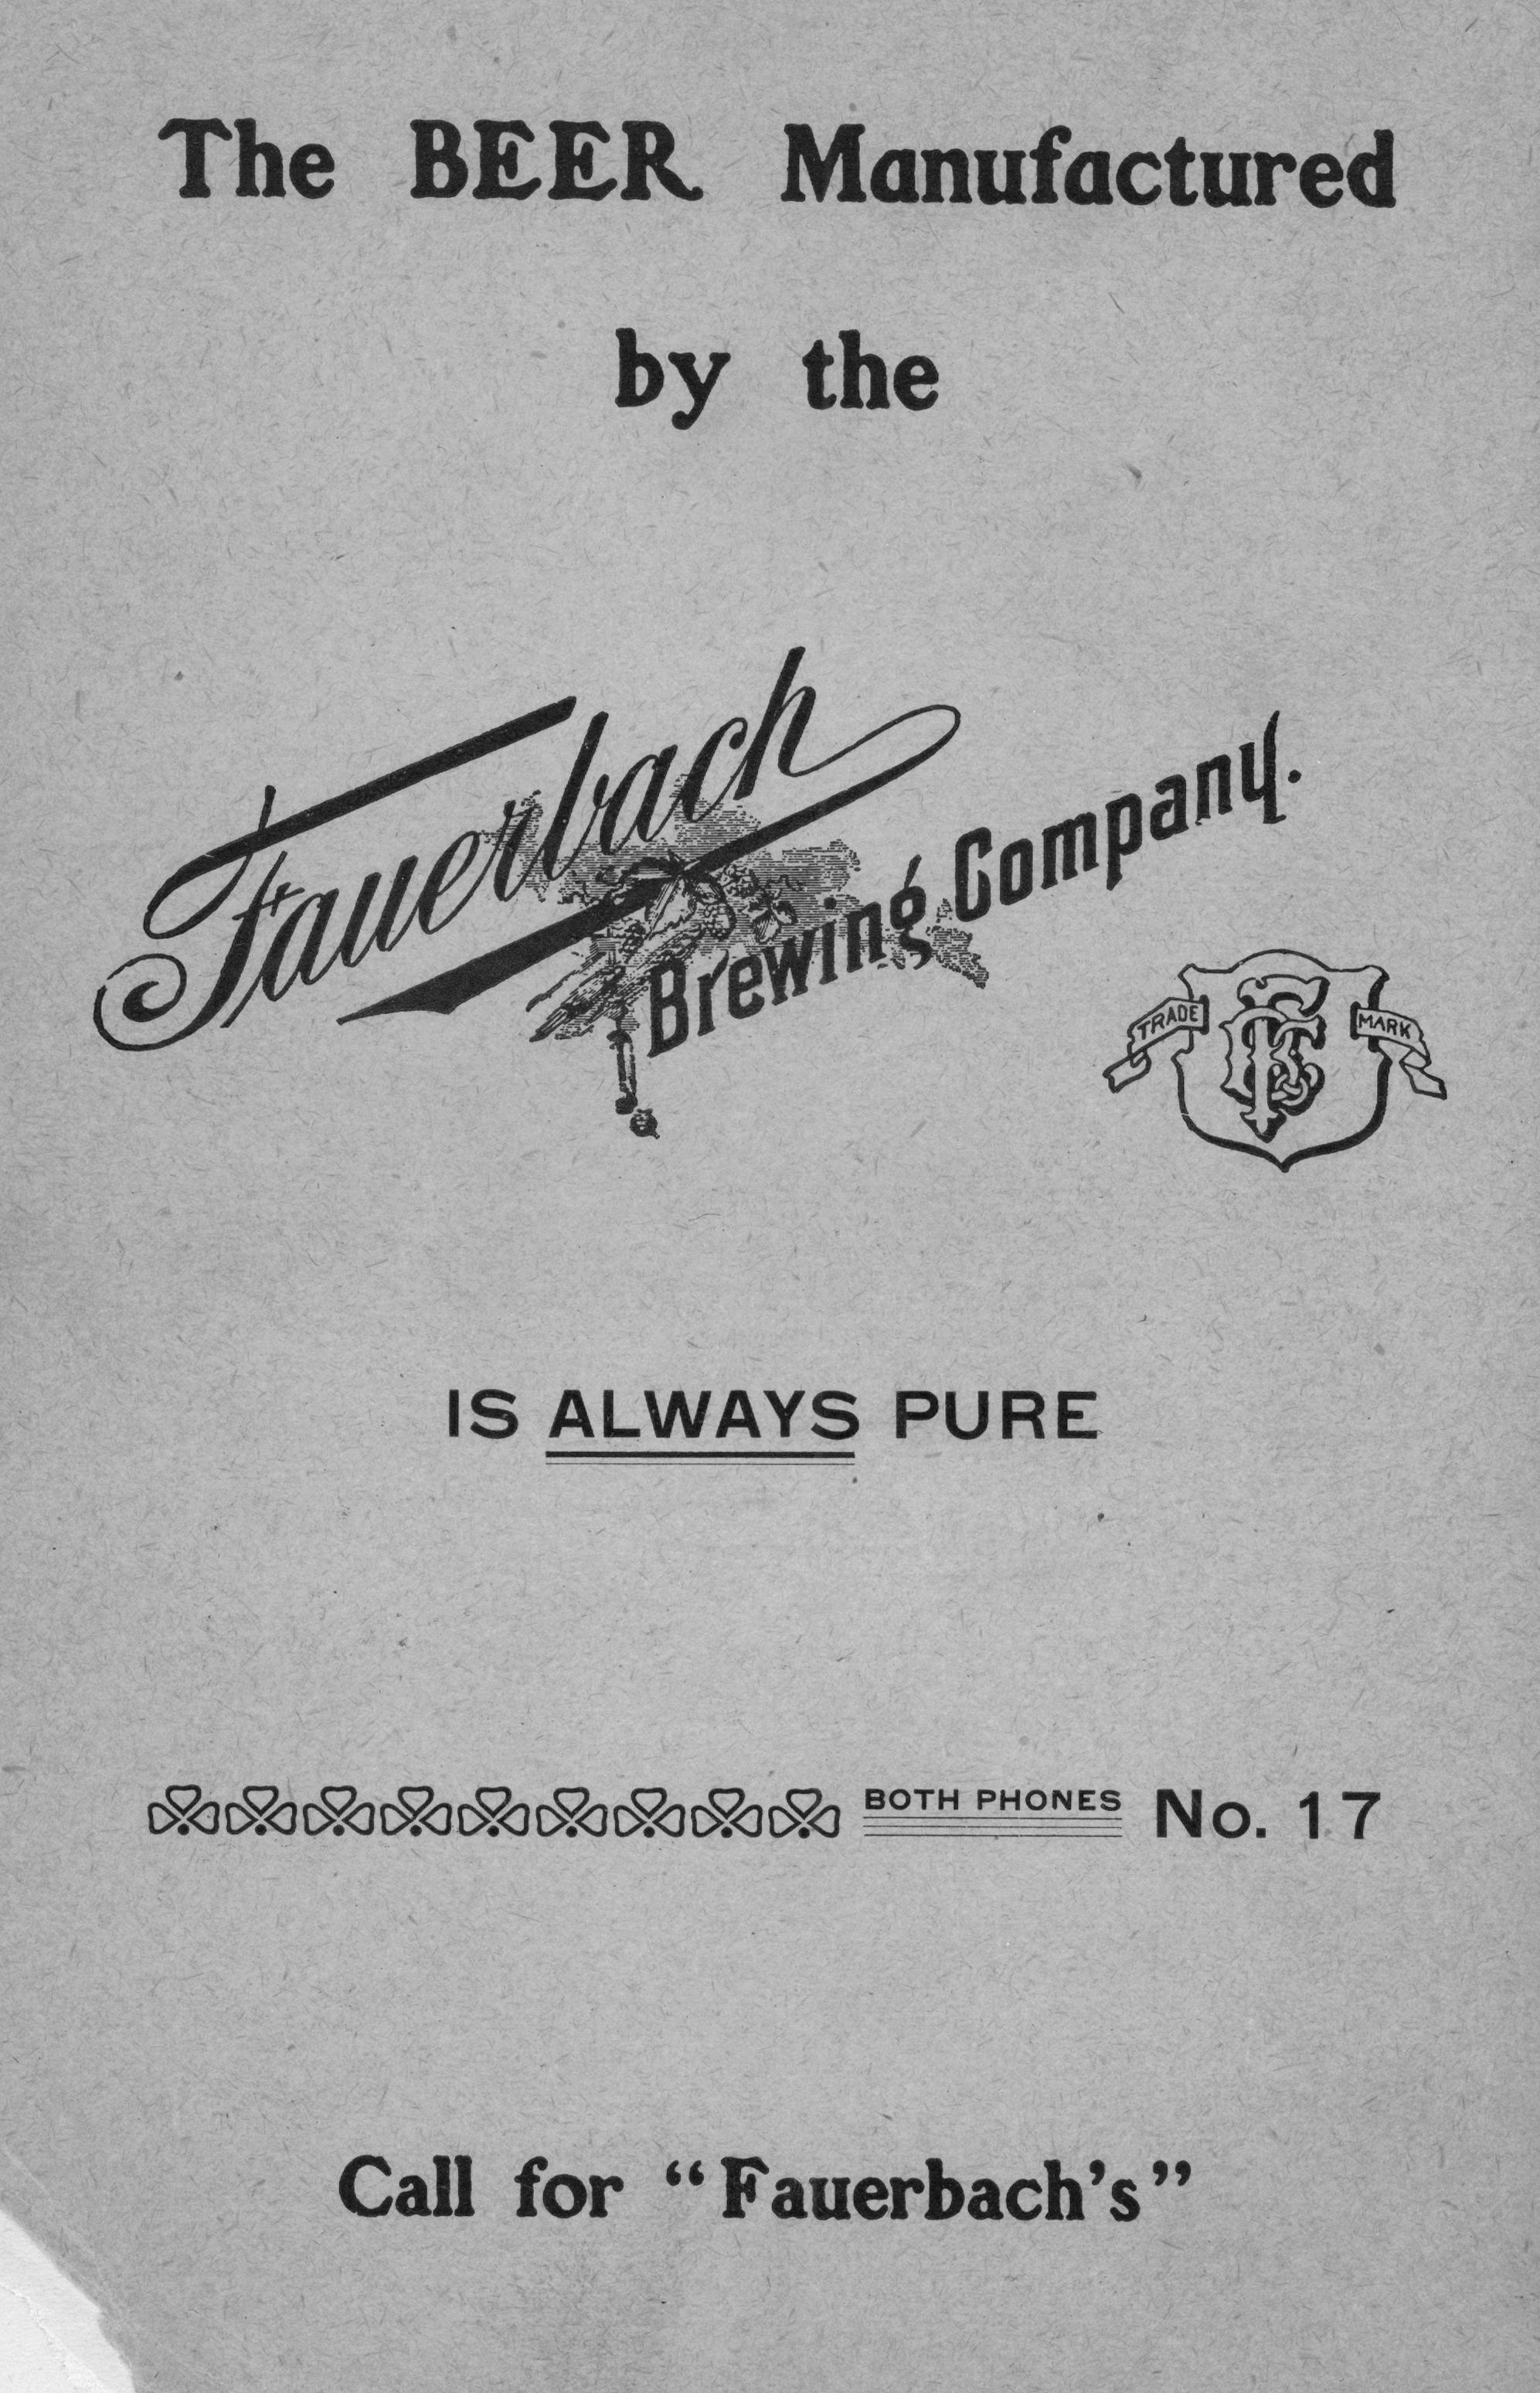 The BEER Manufactured
by the
Fauerbach
Brewing Company.
TRADE MARK
FBC
IS ALWAYS PURE
BOTH PHONES No. 17
Call for “Fauerbach's”